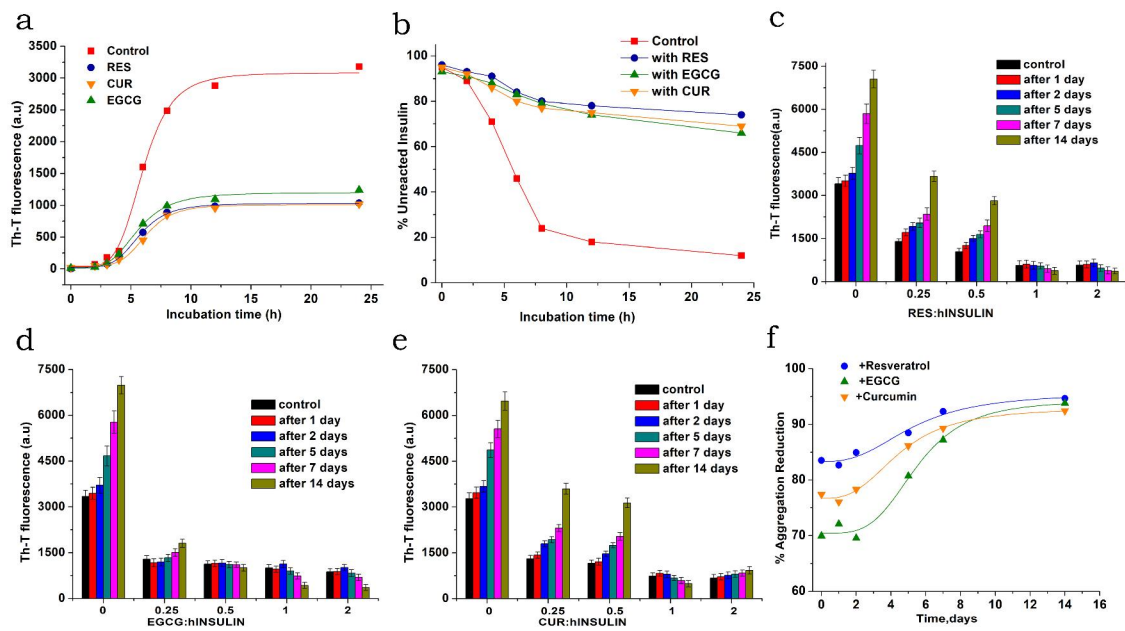 a
3500
3000
2500
2000
1500
1000
500
0
Th-T fluorescence (a.u)
Control
RES
CUR
EGCG
0 5 10 15 20 25
Incubation time (h)
b
100
80
60
40
20
0
% Unreacted Insulin
Control
with RES
with EGCG
with CUR
0 5 10 15 20 25
Incubation time (h)
c
7500
6000
4500
3000
1500
0
Th-T fluorescence(a.u)
control
after 1 day
after 2 days
after 5 days
after 7 days
after 14 days
0 0.25 0.5 1 2
RES:hINSULIN
d
7500
6000
4500
3000
1500
0
Th-T fluorescence (a.u)
control
after 1 day
after 2 days
after 5 days
after 7 days
after 14 days
0 0.25 0.5 1 2
EGCG:hINSULIN
e
7500
6000
4500
3000
1500
0
Th-T fluorescence (a.u)
control
after 1 day
after 2 days
after 5 days
after 7 days
after 14 days
0 0.25 0.5 1 2
CUR:hINSULIN
f
100
90
80
70
60
% Aggregation Reduction
+Resveratrol
+EGCG
+Curcumin
0 2 4 6 8 10 12 14 16
Time,days